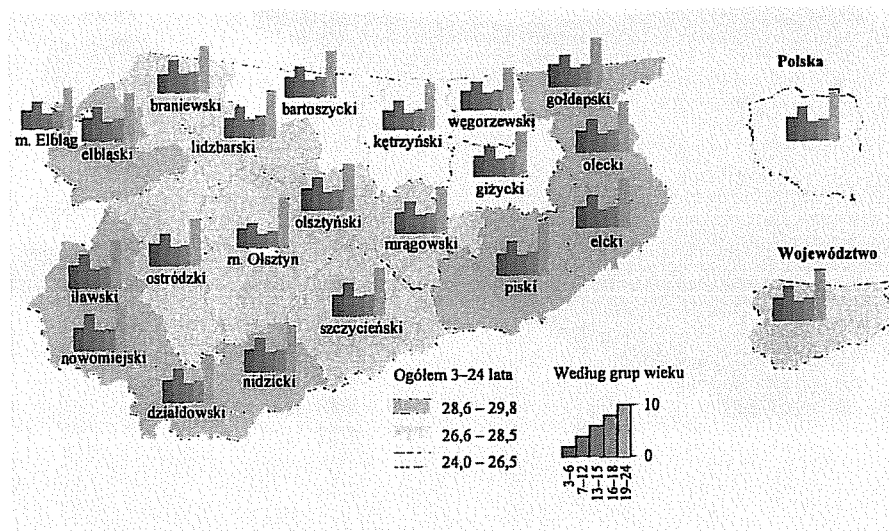 Polska
braniewski
bartoszycki
kętrzyński
węgorzewski
gołdapski
m. Elbląg
elbląski
lidzbarski
olecki
giżycki
olsztyński
mrągowski
ełcki
m. Olsztyn
ostródzki
Województwo
iławski
piski
szczycieński
nowomiejski
nidzicki
działdowski
Ogółem 3–24 lata
28,6 – 29,8
26,6 – 28,5
24,0 – 26,5
Według grup wieku
10
0
3–6
7–12
13–15
16–18
19–24